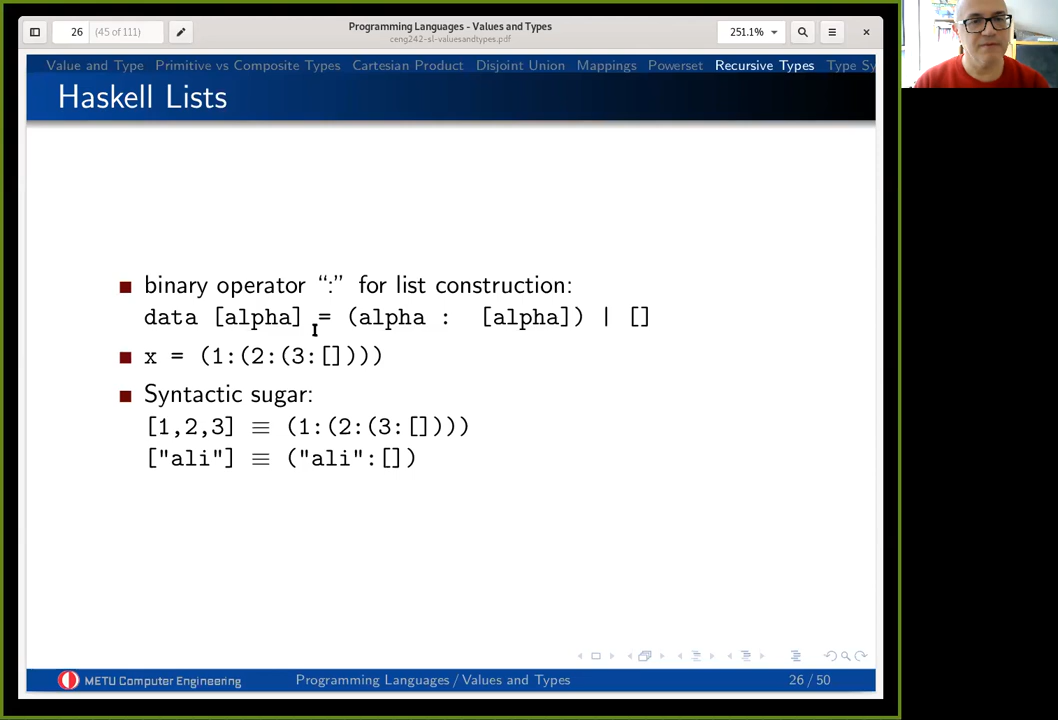 26 (45 of 111)
Programming Languages - Values and Types
ceng242-sl-valuesandtypes.pdf
251.1%
Value and Type Primitive vs Composite Types Cartesian Product Disjoint Union Mappings Powerset Recursive Types Type Sy
Haskell Lists
binary operator “:” for list construction:
data [alpha] = (alpha : [alpha]) | []
x = (1:(2:(3:[])))
Syntactic sugar:
[1,2,3] ≡ (1:(2:(3:[])))
["ali"] ≡ ("ali":[])
METU Computer Engineering
Programming Languages / Values and Types
26 / 50